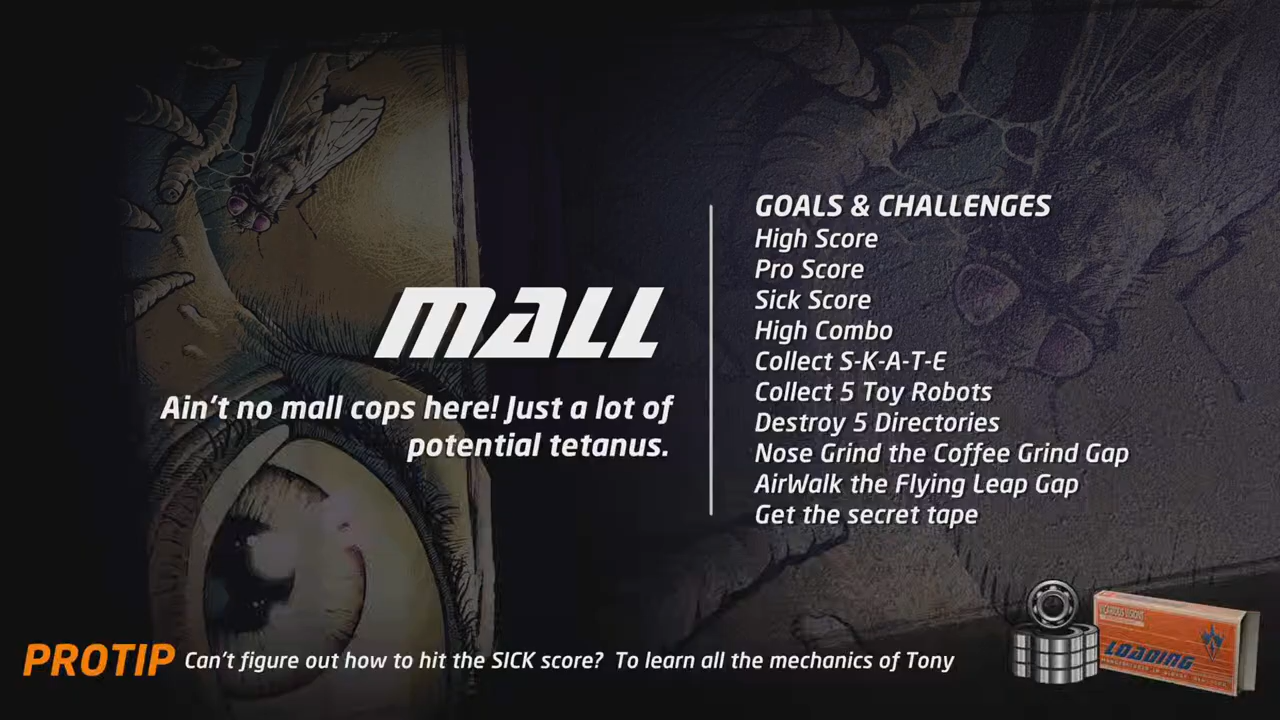 MALL
Ain't no mall cops here! Just a lot of
potential tetanus.
GOALS & CHALLENGES
High Score
Pro Score
Sick Score
High Combo
Collect S-K-A-T-E
Collect 5 Toy Robots
Destroy 5 Directories
Nose Grind the Coffee Grind Gap
AirWalk the Flying Leap Gap
Get the secret tape
PROTIP Can't figure out how to hit the SICK score? To learn all the mechanics of Tony
LOADING